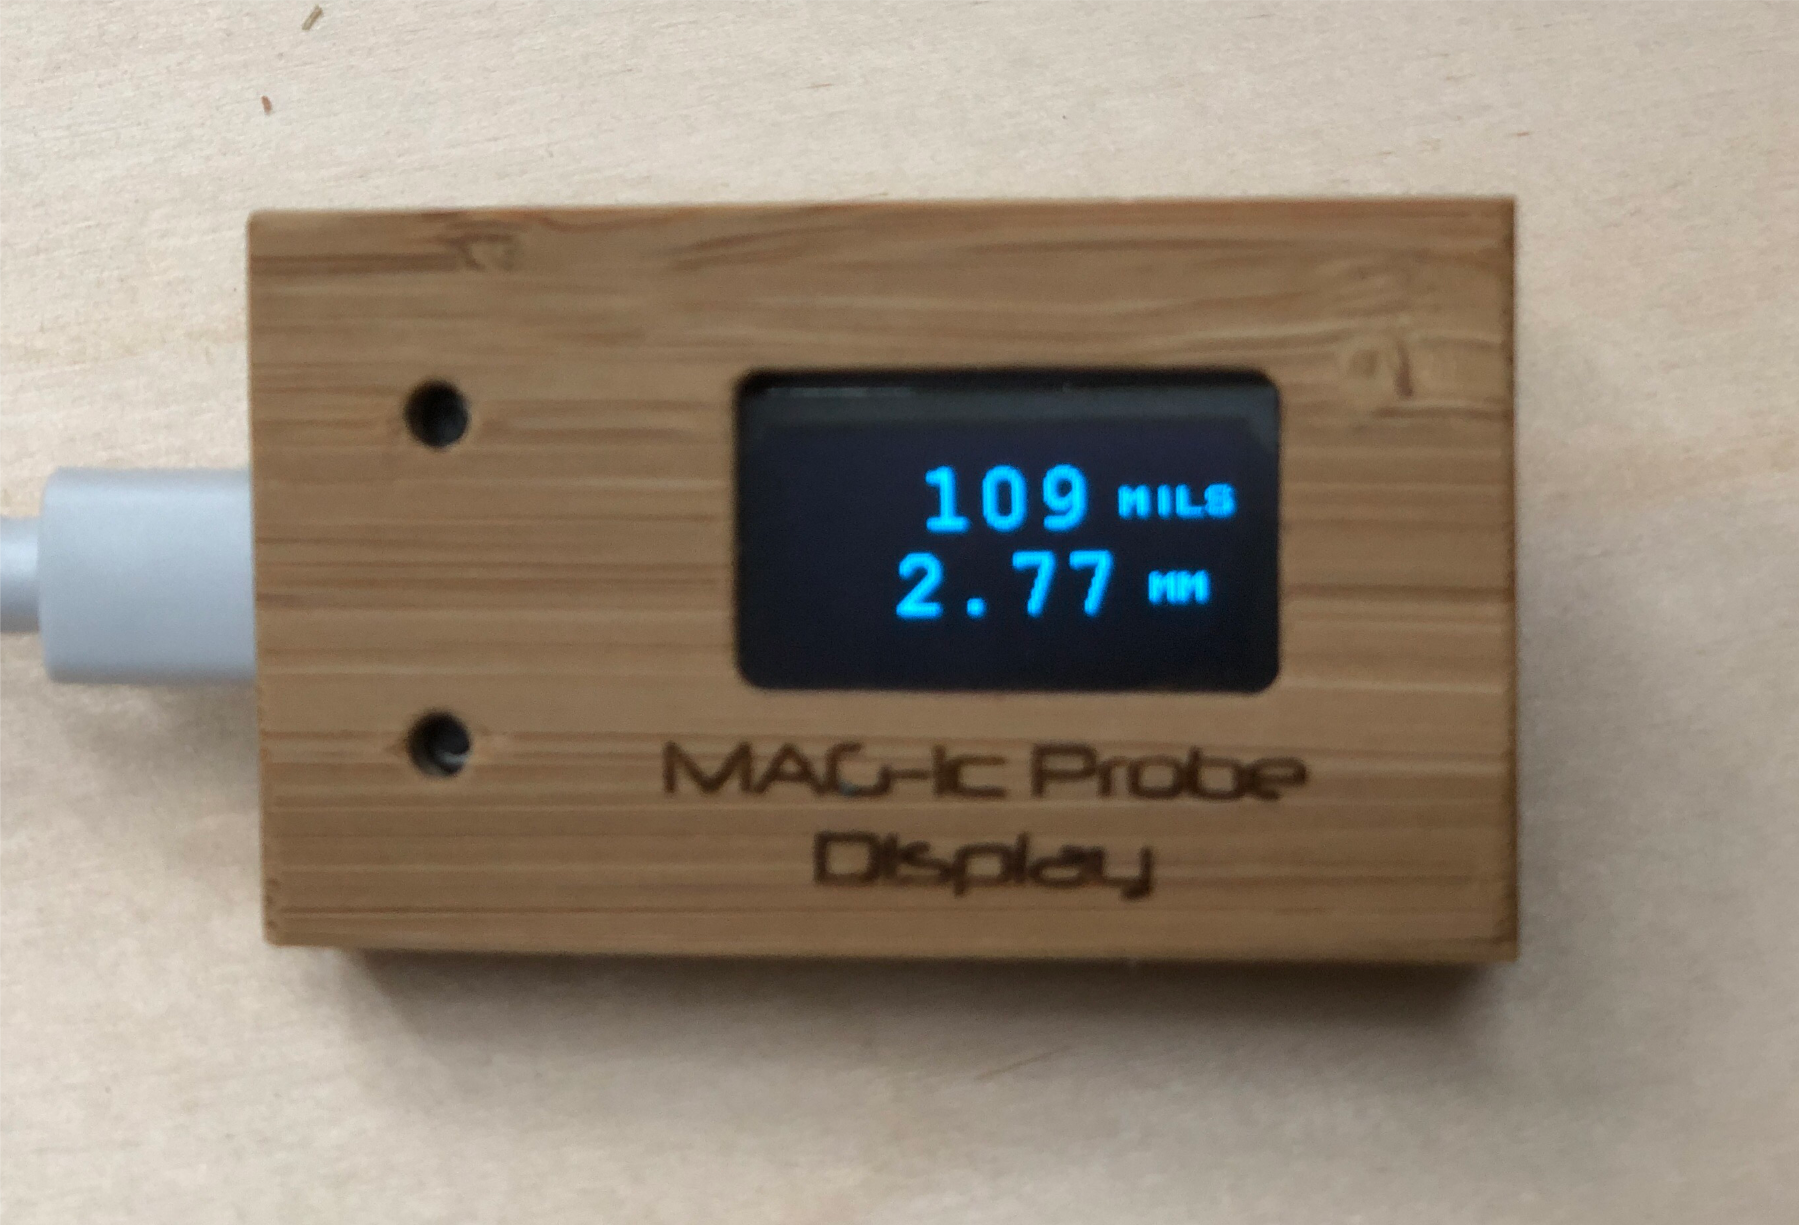 109 MILS
2.77 MM
MAG-Ic Probe
DIsplay